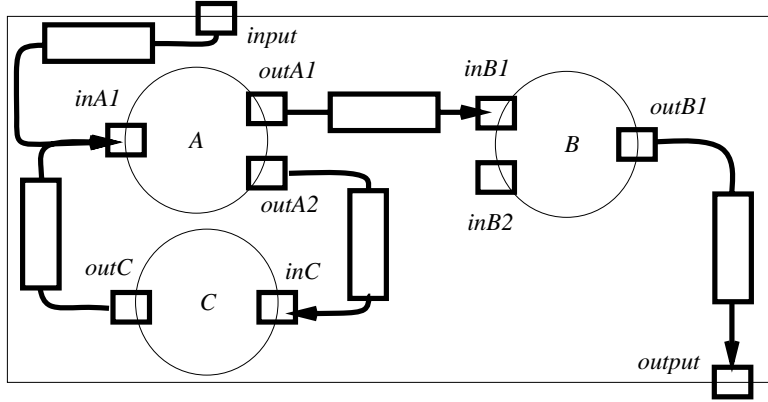 input
outA1
inB1
inA1
outB1
A
B
outA2
inB2
outC
inC
C
output